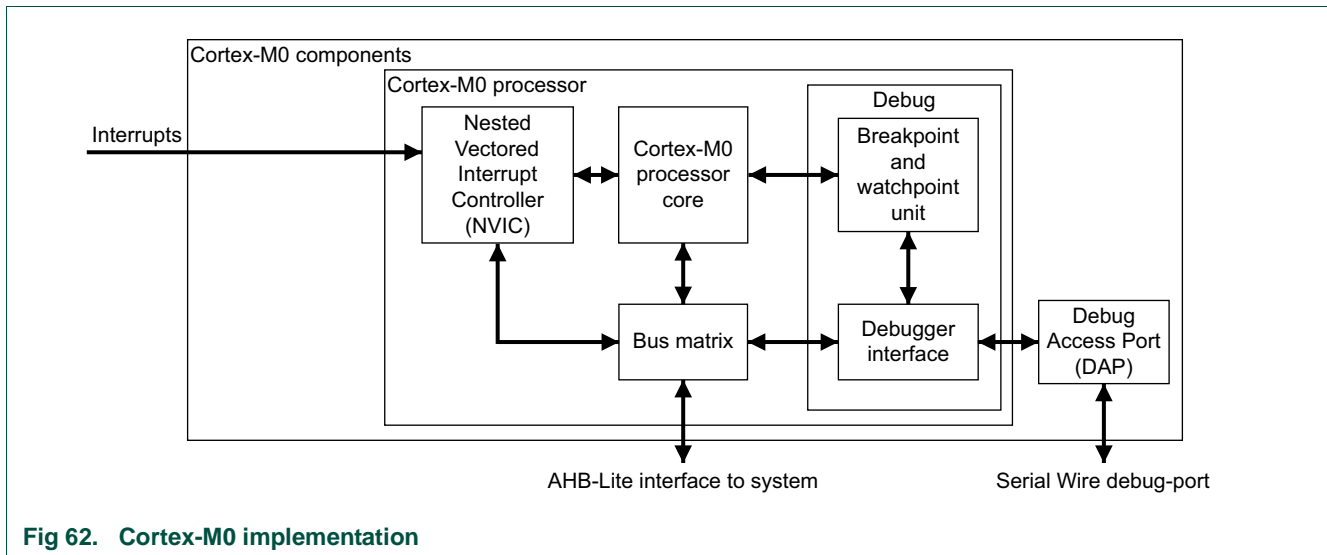 Cortex-M0 components
Cortex-M0 processor
Debug
Interrupts
Nested
Vectored
Interrupt
Controller
(NVIC)
Cortex-M0
processor
core
Breakpoint
and
watchpoint
unit
Bus matrix
Debugger
interface
Debug
Access Port
(DAP)
AHB-Lite interface to system
Serial Wire debug-port
Fig 62. Cortex-M0 implementation